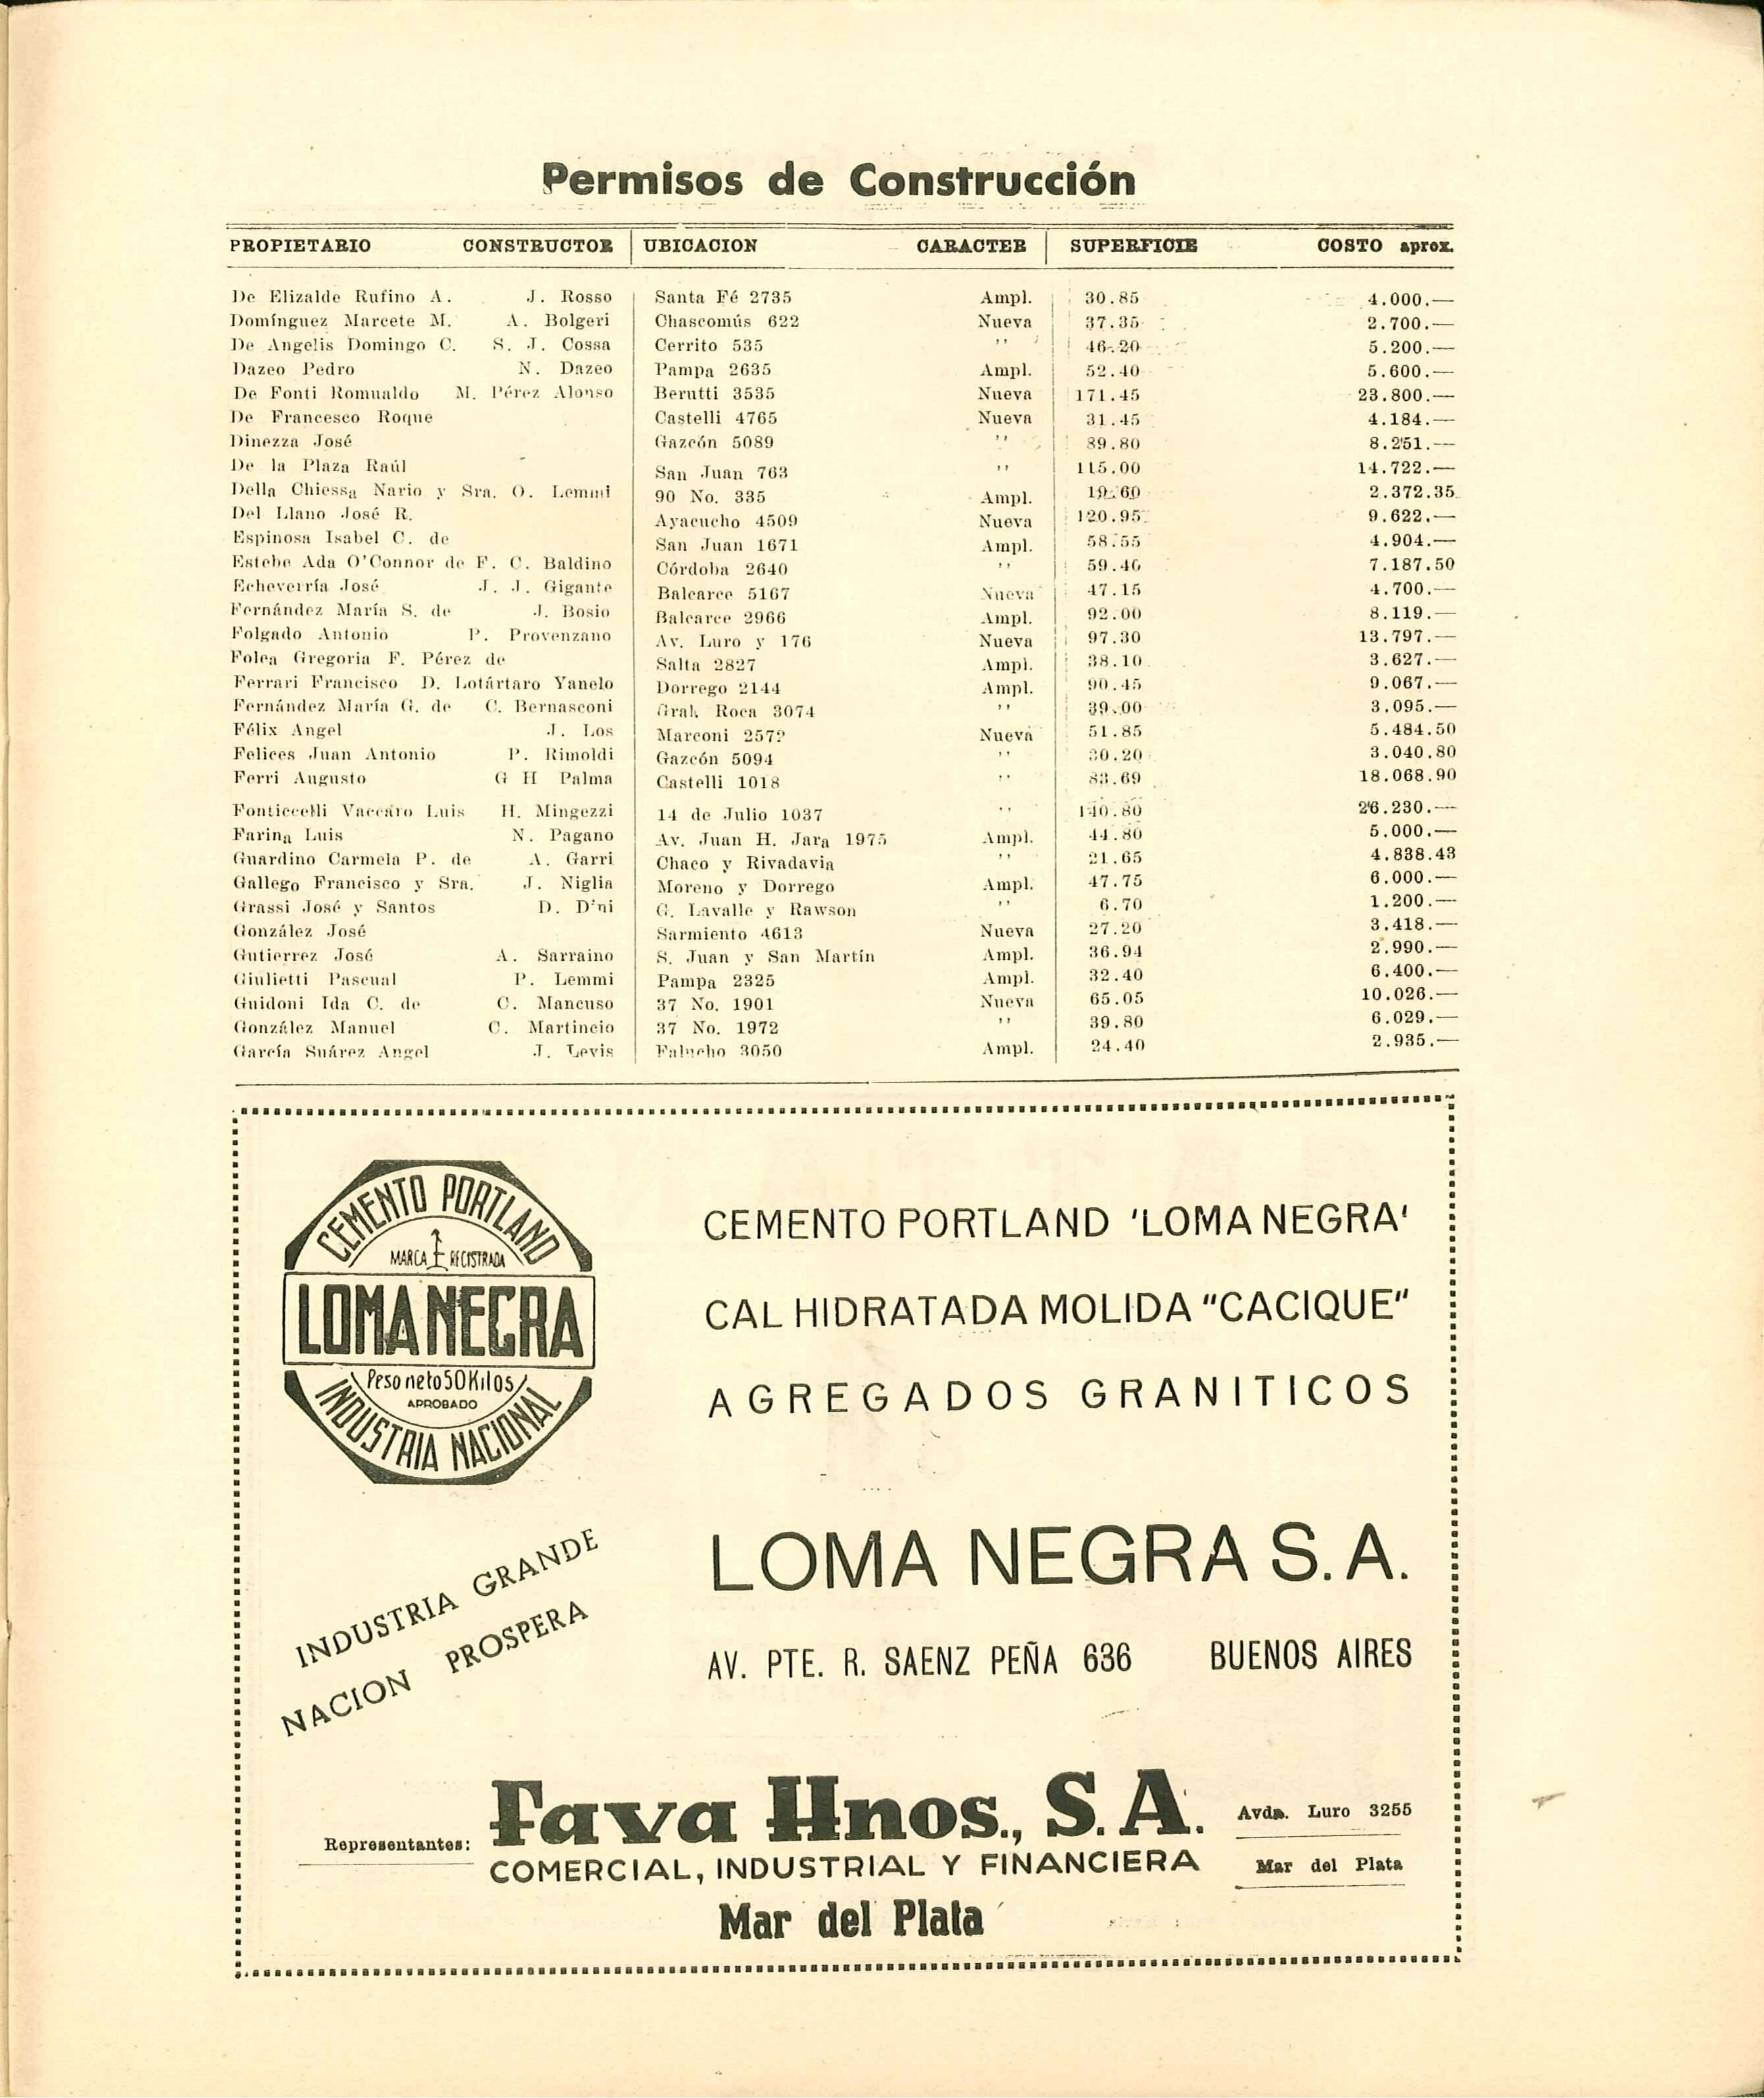 Permisos de Construcción
PROPIETARIO CONSTRUCTOR UBICACION CARACTER SUPERFICIE COSTO aprox.
De Elizalde Rufino A. J. Rosso Santa Fé 2735 Ampl. 30.85 4.000.—
Domínguez Marcete M. A. Bolgeri Chascomús 622 Nueva 37.35 2.700.—
De Angelis Domingo C. S. J. Cossa Cerrito 535 '' 46.20 5.200.—
Dazeo Pedro N. Dazeo Pampa 2635 Ampl. 52.40 5.600.—
De Fonti Romualdo M. Pérez Alonso Berutti 3535 Nueva 171.45 23.800.—
De Francesco Roque Castelli 4765 Nueva 31.45 4.184.—
Dinezza José Gazcón 5089 '' 89.80 8.251.—
De la Plaza Raúl San Juan 763 '' 115.00 14.722.—
Della Chiessa Nario y Sra. O. Lemmi 90 No. 335 Ampl. 19.60 2.372.35
Del Llano José R. Ayacucho 4509 Nueva 120.95 9.622.—
Espinosa Isabel C. de San Juan 1671 Ampl. 58.55 4.904.—
Estebe Ada O'Connor de F. C. Baldino Córdoba 2640 '' 59.40 7.187.50
Echeverría José J. J. Gigante Balcarce 5167 Nueva 47.15 4.700.—
Fernández María S. de J. Bosio Balcarce 2966 Ampl. 92.00 8.119.—
Folgado Antonio P. Provenzano Av. Luro y 176 Nueva 97.30 13.797.—
Folca Gregoria F. Pérez de Salta 2827 Ampl. 38.10 3.627.—
Ferrari Francisco D. Lotártaro Yanelo Dorrego 2144 Ampl. 90.45 9.067.—
Fernández María G. de C. Bernasconi Gral. Roca 3074 '' 39.00 3.095.—
Félix Angel J. Los Marconi Nueva 51.85 5.484.50
Felices Juan Antonio P. Rimoldi Gazcón 5094 '' 30.20 3.040.80
Ferri Augusto G H Palma Castelli 1018 '' 83.69 18.068.90
Fonticcelli Vaccaro Luis H. Mingezzi 14 de Julio 1037 '' 140.80 26.230.—
Farina Luis N. Pagano Av. Juan H. Jara 1975 Ampl. 44.80 5.000.—
Guardino Carmela P. de A. Garri Chaco y Rivadavia '' 21.65 4.838.43
Gallego Francisco y Sra. J. Niglia Moreno y Dorrego Ampl. 47.75 6.000.—
Grassi José y Santos D. D'ni G. Lavalle y Rawson '' 6.70 1.200.—
González José Sarmiento 4613 Nueva 27.20 3.418.—
Gutierrez José A. Sarraino S. Juan y San Martín Ampl. 36.94 2.990.—
Giulietti Pascual P. Lemmi Pampa 2325 Ampl. 32.40 6.400.—
Guidoni Ida C. de C. Mancuso 37 No. 1901 Nueva 65.05 10.026.—
González Manuel C. Martincio 37 No. 1972 '' 39.80 6.029.—
García Suárez Angel J. Levis Falucho 3050 Ampl. 24.40 2.935.—
CEMENTO PORTLAND
MARCA REGISTRADA
LOMA NEGRA
Peso neto 50 Kilos
APROBADO
INDUSTRIA NACIONAL
CEMENTO PORTLAND 'LOMA NEGRA'
CAL HIDRATADA MOLIDA "CACIQUE"
AGREGADOS GRANITICOS
INDUSTRIA GRANDE
NACION PROSPERA
LOMA NEGRA S.A.
AV. PTE. R. SAENZ PEÑA 636 BUENOS AIRES
Representantes: Fava Hnos., S.A. Avda. Luro 3255
COMERCIAL, INDUSTRIAL Y FINANCIERA Mar del Plata
Mar del Plata